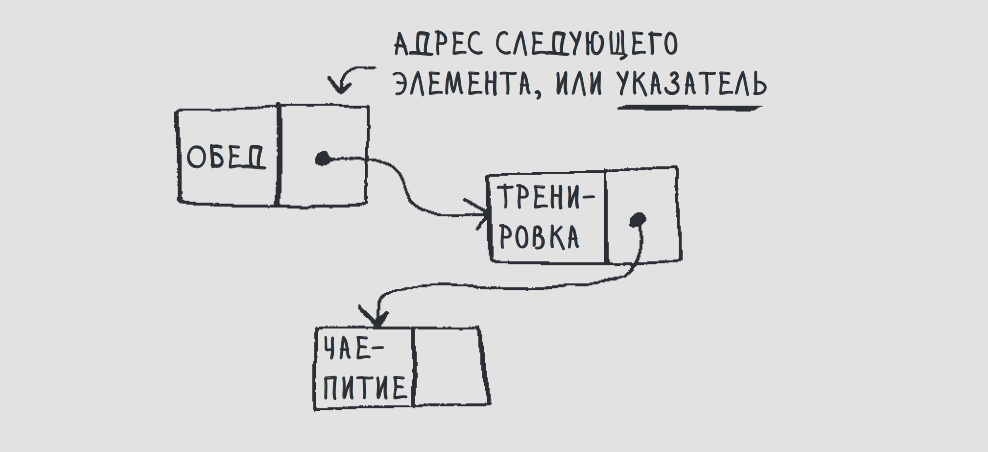 АДРЕС СЛЕДУЮЩЕГО
ЭЛЕМЕНТА, ИЛИ УКАЗАТЕЛЬ
ОБЕД
ТРЕНИ-
РОВКА
ЧАЕ-
ПИТИЕ